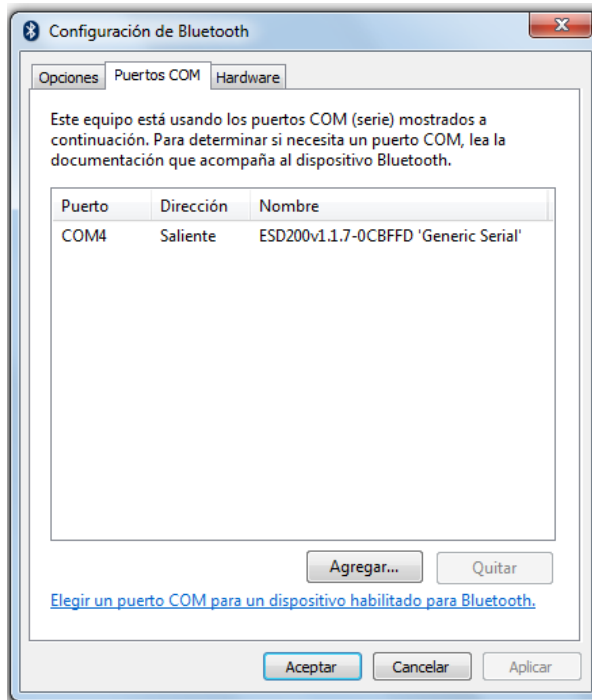 Configuración de Bluetooth
Opciones Puertos COM Hardware
Este equipo está usando los puertos COM (serie) mostrados a
continuación. Para determinar si necesita un puerto COM, lea la
documentación que acompaña al dispositivo Bluetooth.
Puerto Dirección Nombre
COM4 Saliente ESD200v1.1.7-0CBFFD 'Generic Serial'
Agregar... Quitar
Elegir un puerto COM para un dispositivo habilitado para Bluetooth.
Aceptar Cancelar Aplicar